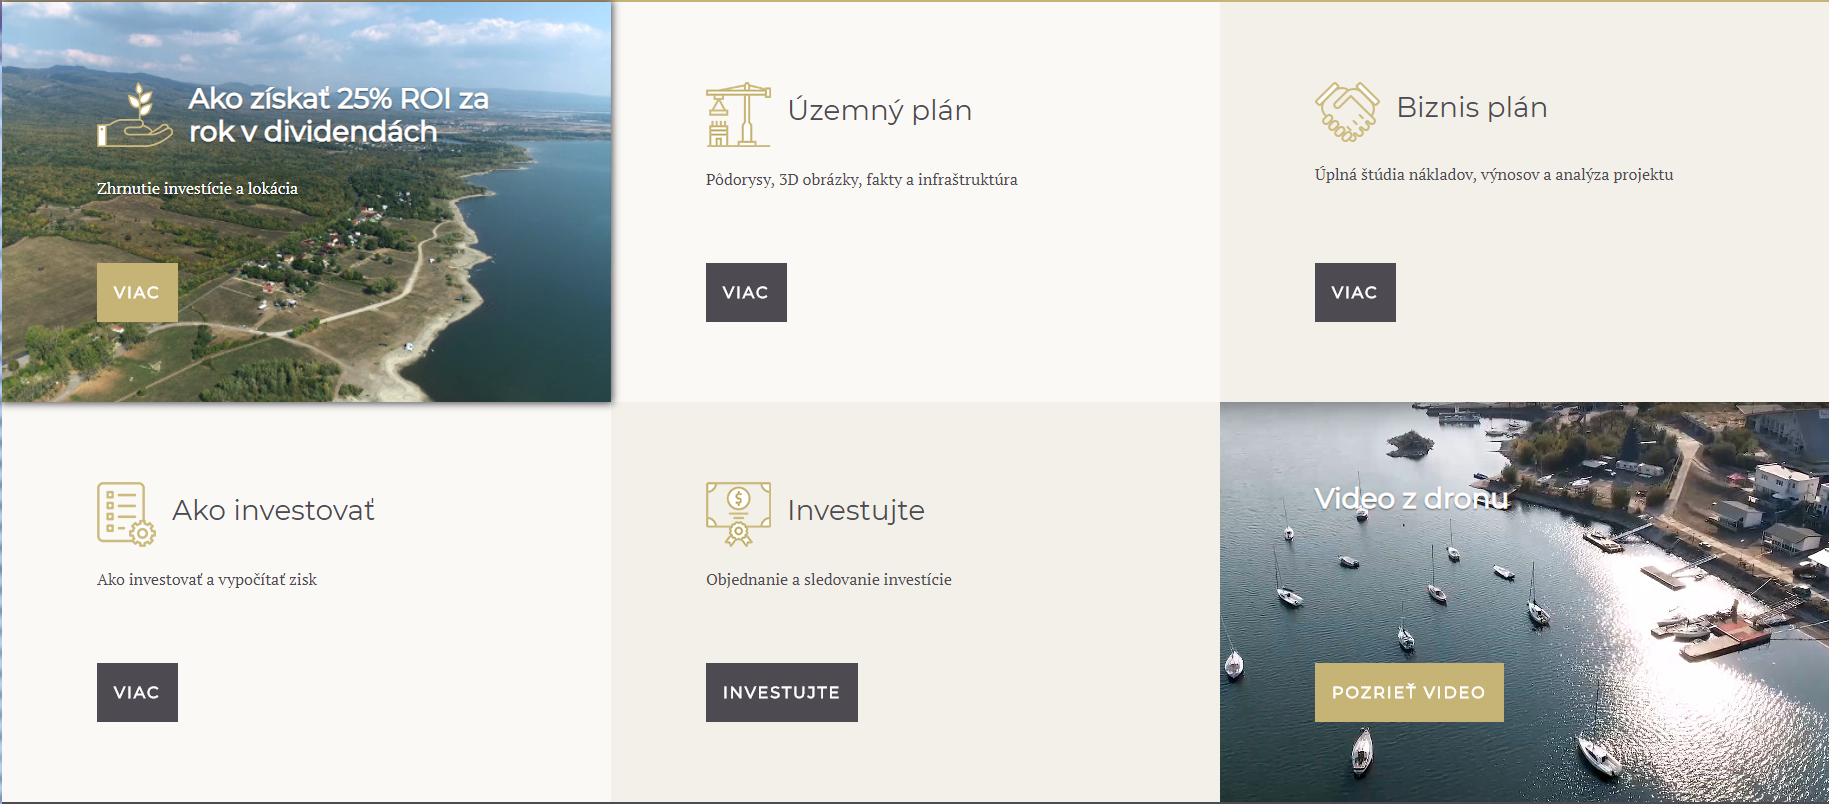 Ako získať 25% ROI za
rok v dividendách
Zhrnutie investície a lokácia
VIAC
Územný plán
Pôdorysy, 3D obrázky, fakty a infraštruktúra
VIAC
Biznis plán
Úplná štúdia nákladov, výnosov a analýza projektu
VIAC
Ako investovať
Ako investovať a vypočítať zisk
VIAC
Investujte
Objednanie a sledovanie investície
INVESTUJTE
Video z dronu
POZRIEŤ VIDEO